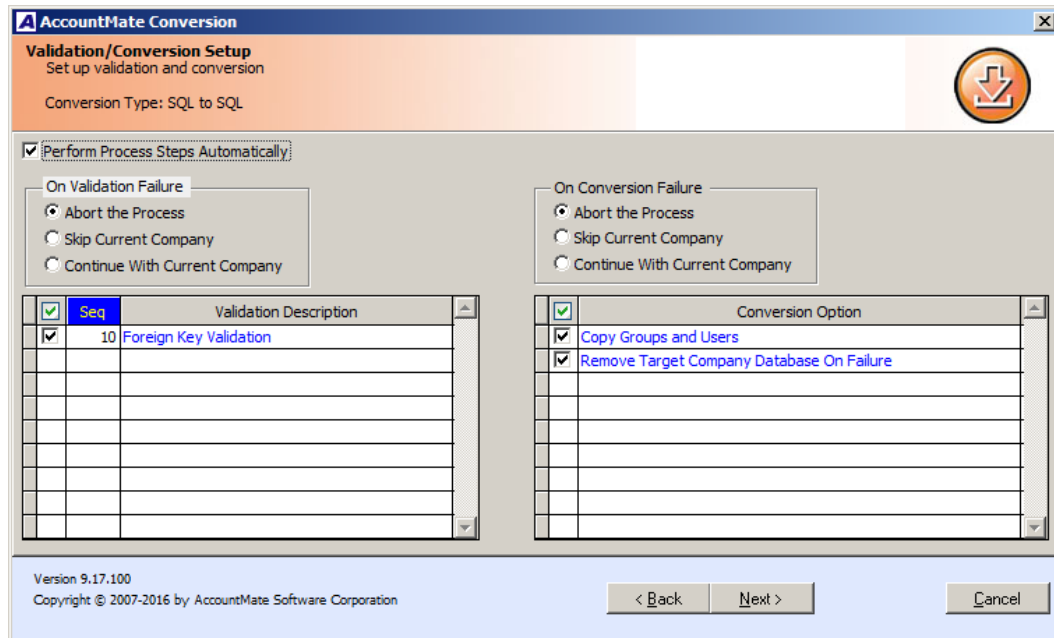 AccountMate Conversion
Validation/Conversion Setup
Set up validation and conversion
Conversion Type: SQL to SQL
Perform Process Steps Automatically
On Validation Failure
Abort the Process
Skip Current Company
Continue With Current Company
On Conversion Failure
Abort the Process
Skip Current Company
Continue With Current Company
Seq Validation Description
10 Foreign Key Validation
Conversion Option
Copy Groups and Users
Remove Target Company Database On Failure
Version 9.17.100
Copyright © 2007-2016 by AccountMate Software Corporation
< Back Next > Cancel